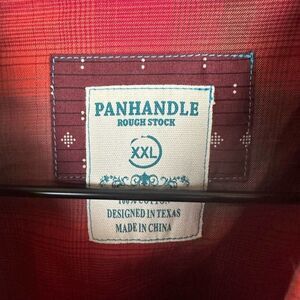 PANHANDLE
ROUGH STOCK
XXL
100% COTTON
DESIGNED IN TEXAS
MADE IN CHINA